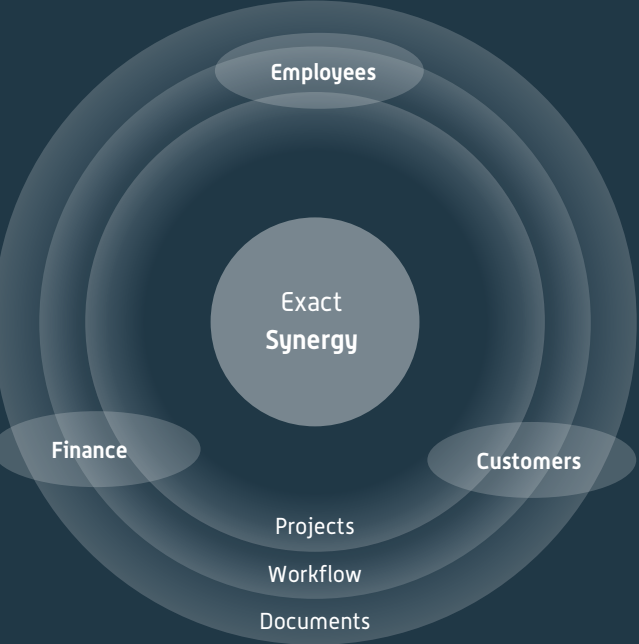 Employees
Exact
Synergy
Finance
Customers
Projects
Workflow
Documents